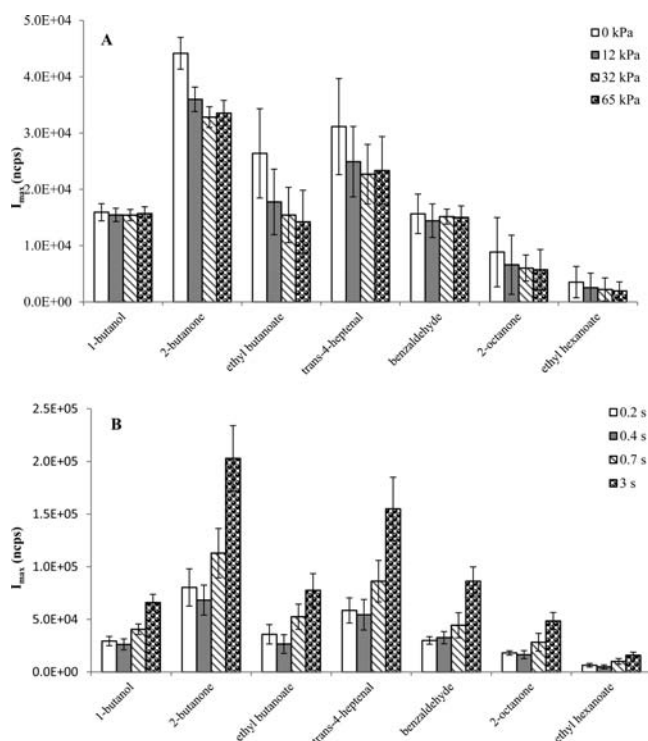 A
5.0E+04
4.0E+04
3.0E+04
2.0E+04
1.0E+04
0.0E+00
Imax (ncps)
0 kPa
12 kPa
32 kPa
65 kPa
1-butanol
2-butanone
ethyl butanoate
trans-4-heptenal
benzaldehyde
2-octanone
ethyl hexanoate
B
2.5E+05
2.0E+05
1.5E+05
1.0E+05
5.0E+04
0.0E+00
Imax (ncps)
0.2 s
0.4 s
0.7 s
3 s
1-butanol
2-butanone
ethyl butanoate
trans-4-heptenal
benzaldehyde
2-octanone
ethyl hexanoate